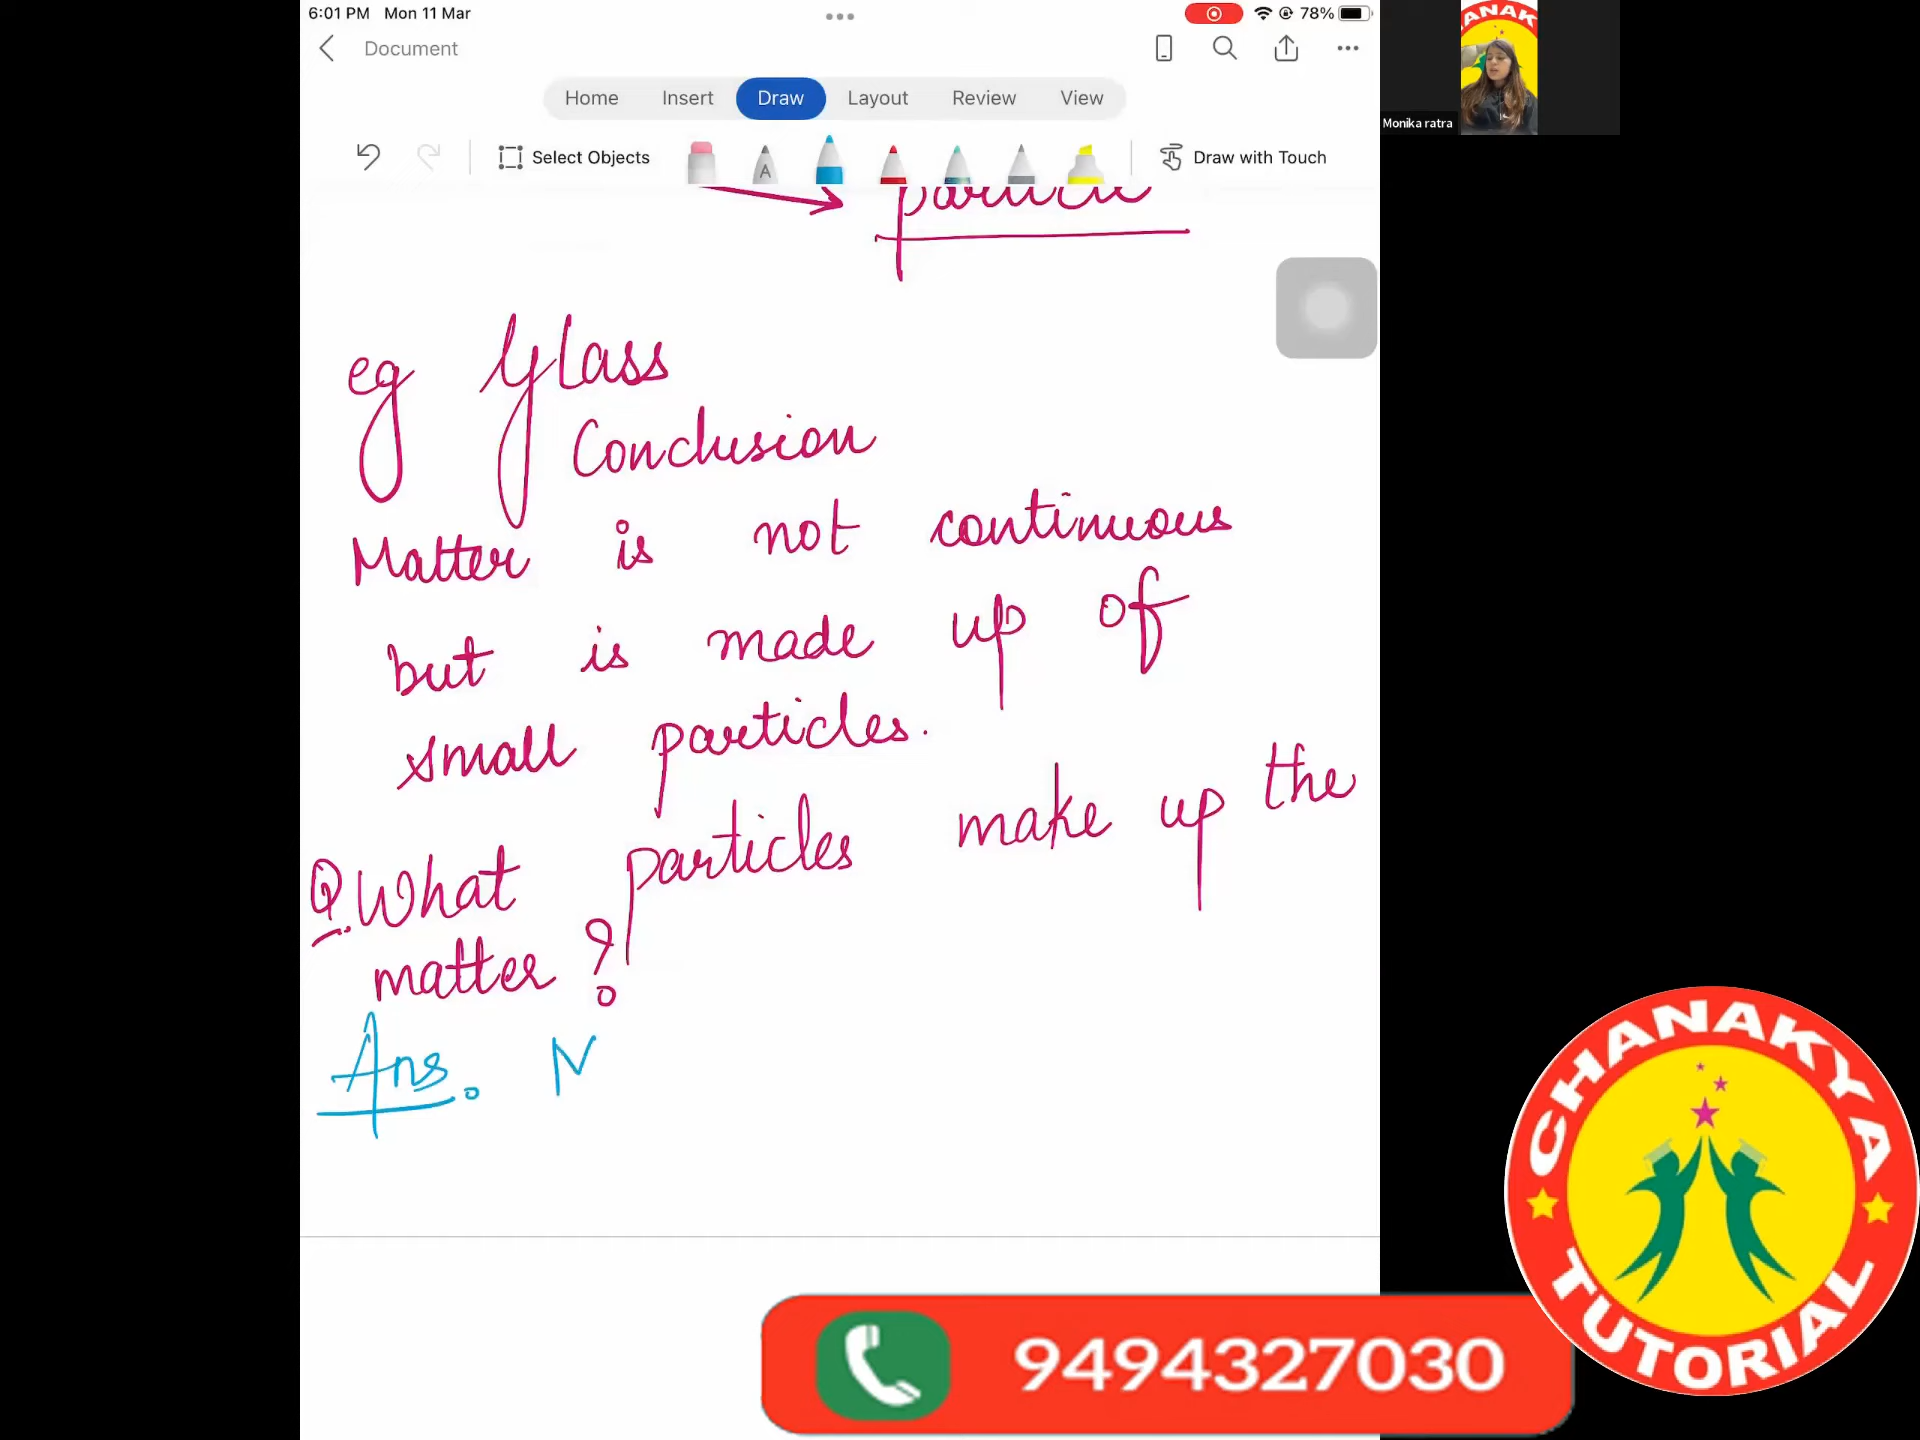 6:01 PM Mon 11 Mar
78%
Document
Home Insert Draw Layout Review View
Select Objects
A
Draw with Touch
eg Glass
Conclusion
Matter is not continuous
but is made up of
small particles.
Q. What particles make up the
matter ?
Ans. N
ANAK
Monika ratra
CHANAKYA
TUTORIAL
9494327030